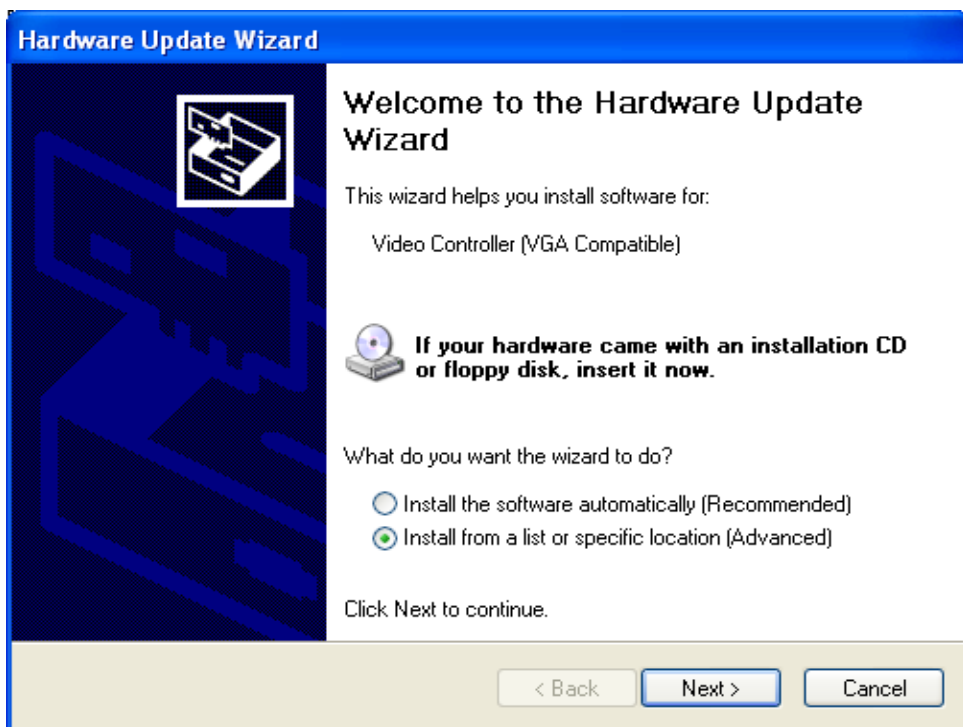 Hardware Update Wizard
Welcome to the Hardware Update
Wizard
This wizard helps you install software for:
Video Controller (VGA Compatible)
If your hardware came with an installation CD
or floppy disk, insert it now.
What do you want the wizard to do?
Install the software automatically (Recommended)
Install from a list or specific location (Advanced)
Click Next to continue.
< Back
Next >
Cancel